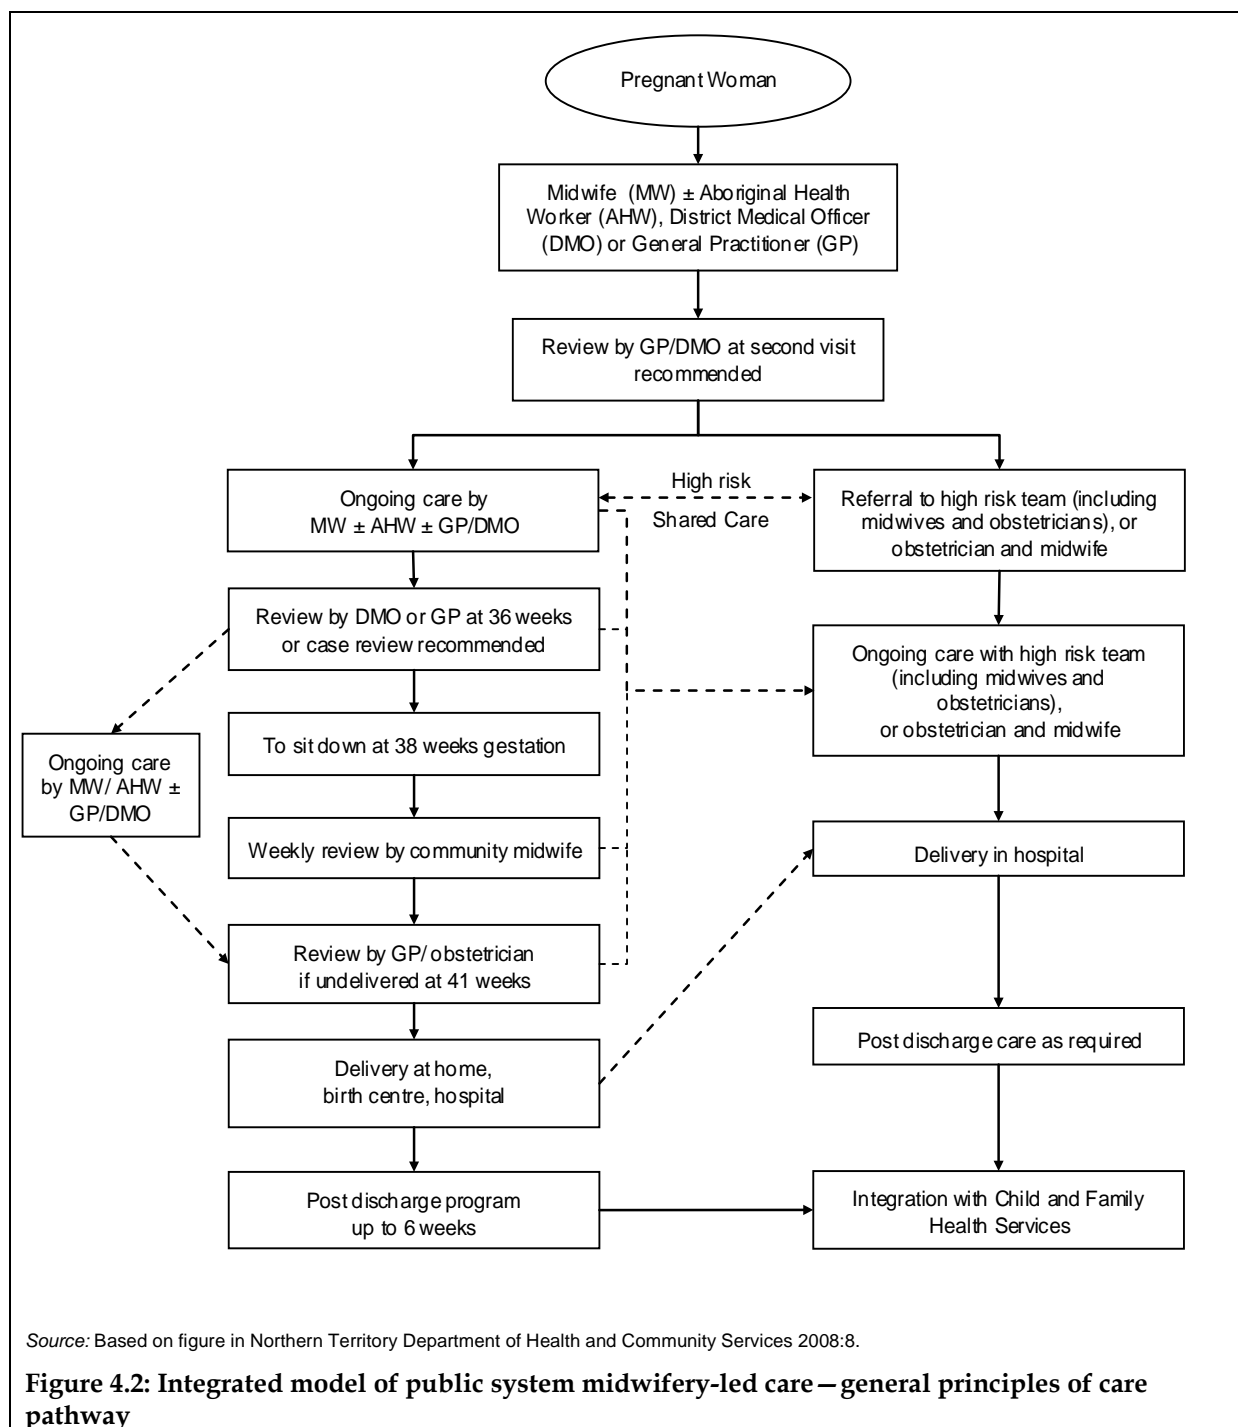 Pregnant Woman
Midwife (MW) ± Aboriginal Health
Worker (AHW), District Medical Officer
(DMO) or General Practitioner (GP)
Review by GP/DMO at second visit
recommended
Ongoing care by
MW ± AHW ± GP/DMO
High risk
Shared Care
Referral to high risk team (including
midwives and obstetricians), or
obstetrician and midwife
Review by DMO or GP at 36 weeks
or case review recommended
Ongoing care with high risk team
(including midwives and
obstetricians),
or obstetrician and midwife
To sit down at 38 weeks gestation
Ongoing care
by MW/ AHW ±
GP/DMO
Weekly review by community midwife
Delivery in hospital
Review by GP/ obstetrician
if undelivered at 41 weeks
Delivery at home,
birth centre, hospital
Post discharge care as required
Post discharge program
up to 6 weeks
Integration with Child and Family
Health Services
Source: Based on figure in Northern Territory Department of Health and Community Services 2008:8.
Figure 4.2: Integrated model of public system midwifery-led care—general principles of care
pathway